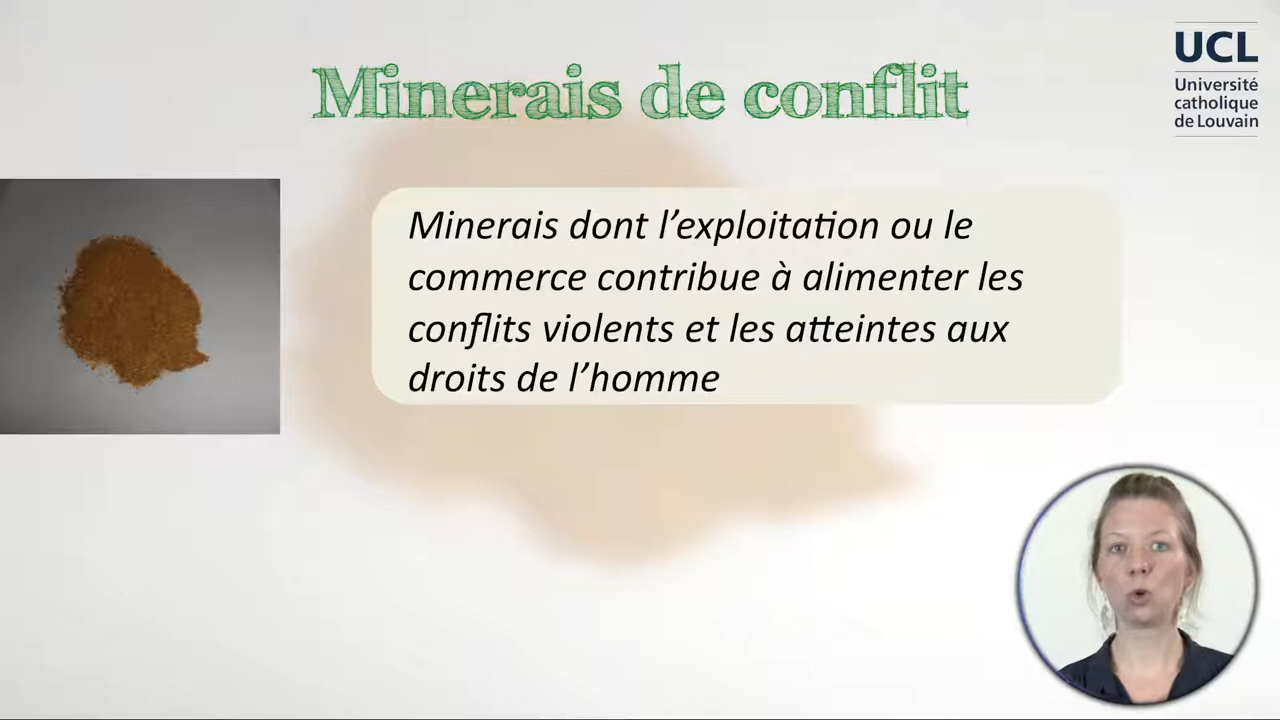 Minerais de conflit
UCL
Université
catholique
de Louvain
Minerais dont l’exploitation ou le
commerce contribue à alimenter les
conflits violents et les atteintes aux
droits de l’homme